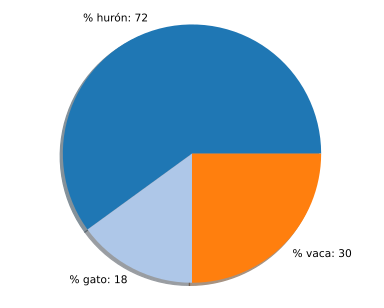 % hurón: 72
% vaca: 30
% gato: 18